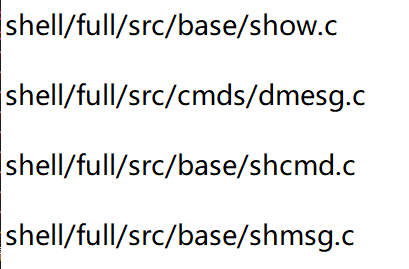 shell/full/src/base/show.c
shell/full/src/cmds/dmesg.c
shell/full/src/base/shcmd.c
shell/full/src/base/shmsg.c